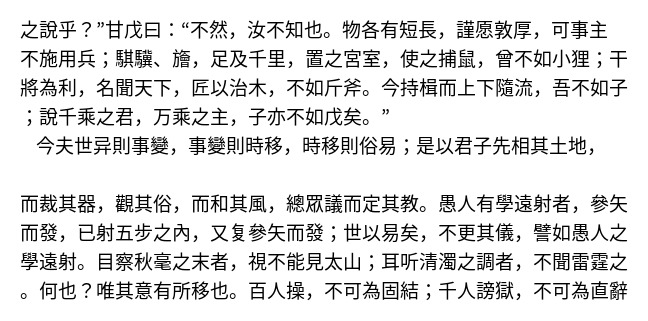 之說乎？”甘戊曰：“不然，汝不知也。物各有短長，謹愿敦厚，可事主
不施用兵；騏驥、旝，足及千里，置之宮室，使之捕鼠，曾不如小狸；干
將為利，名聞天下，匠以治木，不如斤斧。今持楫而上下隨流，吾不如子
；說千乘之君，万乘之主，子亦不如戊矣。”
今夫世异則事變，事變則時移，時移則俗易；是以君子先相其土地，
而裁其器，觀其俗，而和其風，總眾議而定其教。愚人有學遠射者，參矢
而發，已射五步之內，又复參矢而發；世以易矣，不更其儀，譬如愚人之
學遠射。目察秋毫之末者，視不能見太山；耳听清濁之調者，不聞雷霆之
。何也？唯其意有所移也。百人操，不可為固結；千人謗獄，不可為直辭